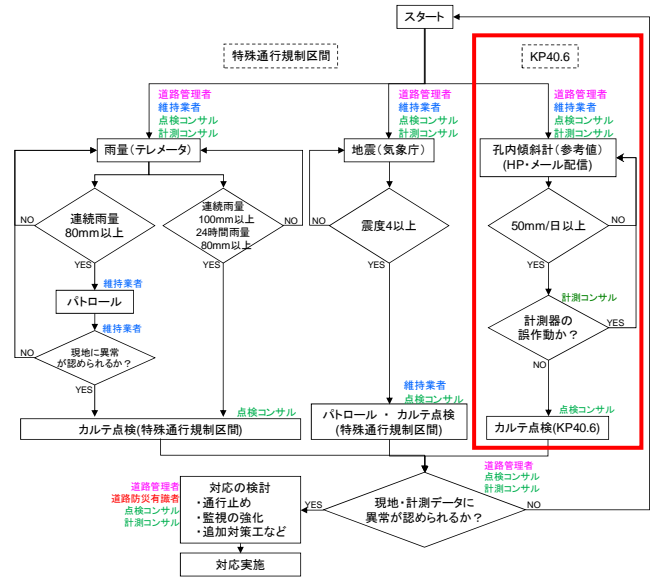 スタート
特殊通行規制区間
KP40.6
道路管理者
維持業者
点検コンサル
計測コンサル
道路管理者
維持業者
点検コンサル
計測コンサル
道路管理者
維持業者
点検コンサル
計測コンサル
雨量(テレメータ)
地震(気象庁)
孔内傾斜計(参考値)
(HP・メール配信)
連続雨量
80mm以上
NO
YES
連続雨量
100mm以上
24時間雨量
80mm以上
NO
YES
震度4以上
NO
YES
50mm/日以上
NO
YES
維持業者
パトロール
維持業者
現地に異常
が認められるか？
NO
YES
計測コンサル
計測器の
誤作動か？
YES
NO
点検コンサル
カルテ点検(特殊通行規制区間)
維持業者
点検コンサル
パトロール ・ カルテ点検
(特殊通行規制区間)
点検コンサル
カルテ点検(KP40.6)
道路管理者
点検コンサル
計測コンサル
現地・計測データに
異常が認められるか？
YES
NO
道路管理者
道路防災有識者
点検コンサル
計測コンサル
対応の検討
・通行止め
・監視の強化
・追加対策工など
対応実施